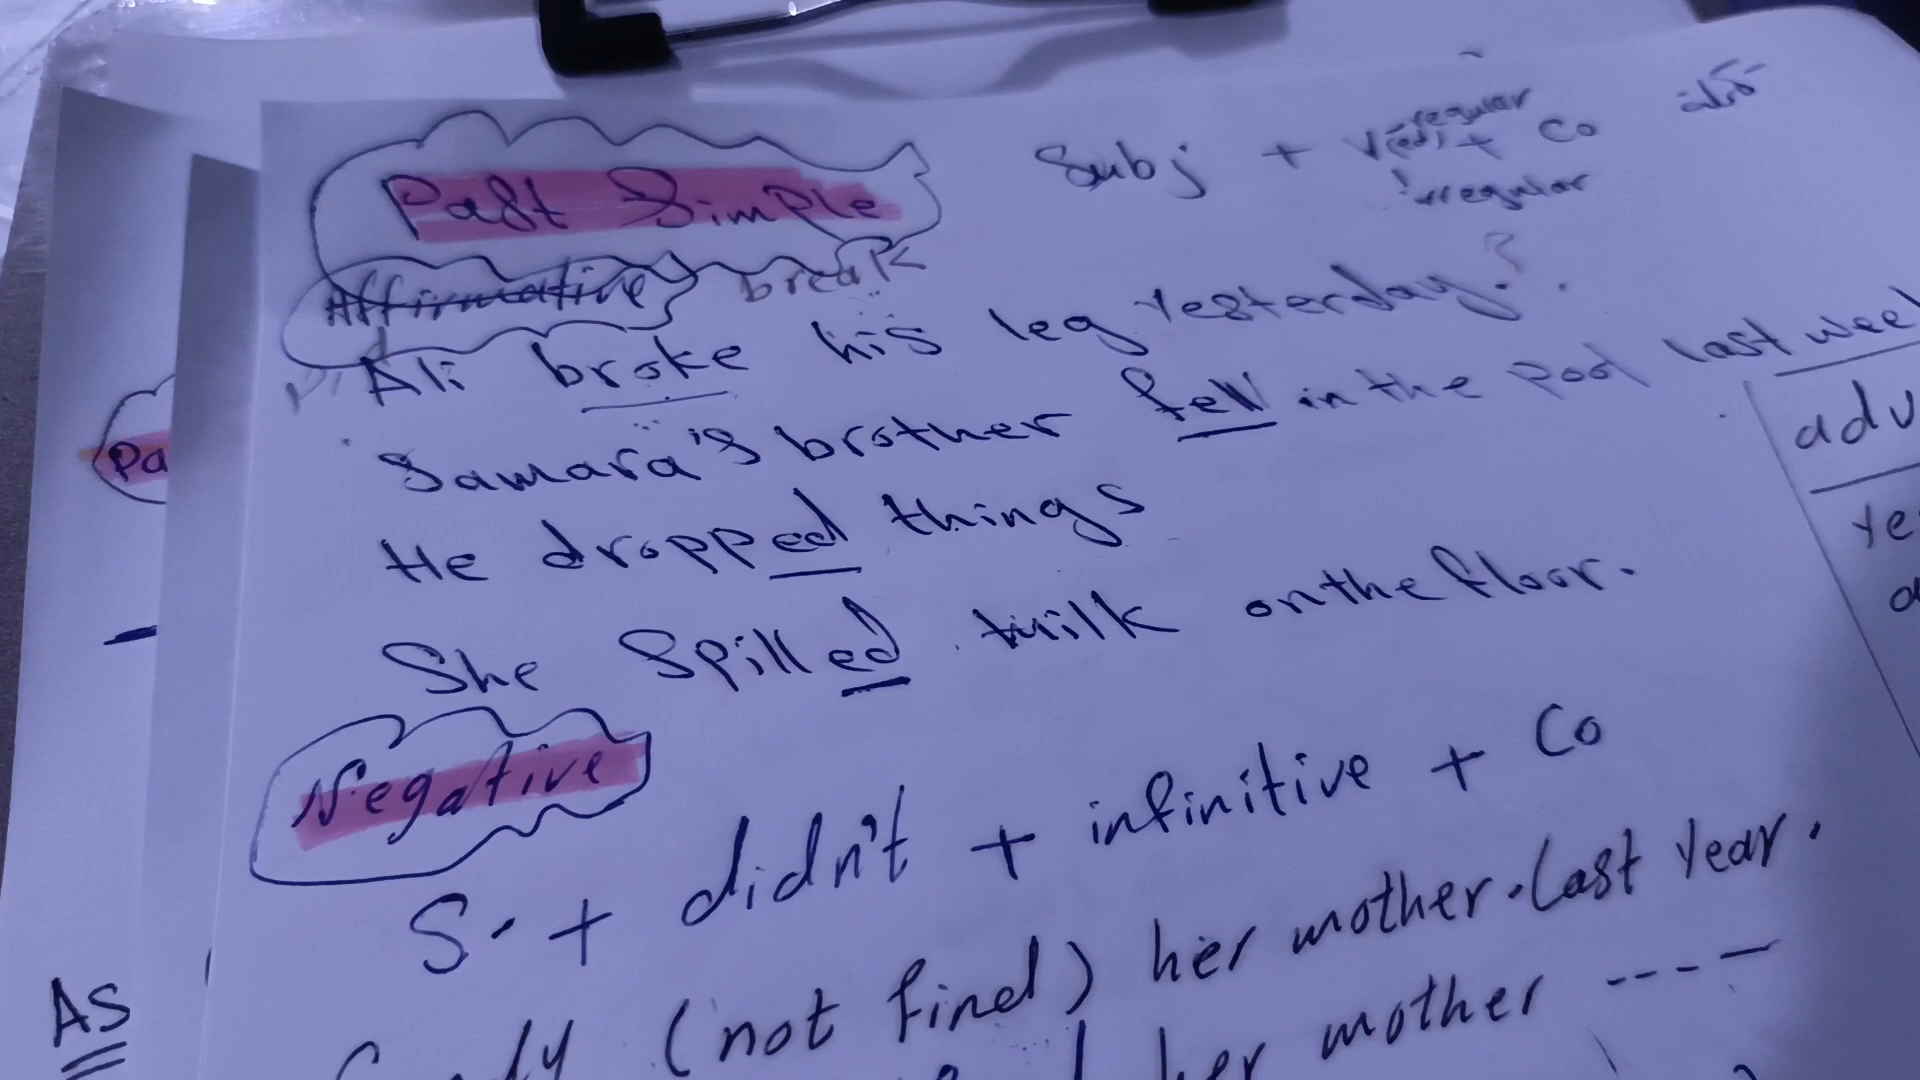 Past Simple
Subj + V(ed) + Co
regular
irregular
Affirmative
break
Ali broke his leg yesterday.
Samara's brother fell in the pool last wee
He dropped things
She Spilled milk on the floor.
Negative
S. + didn't + infinitive + Co
(not find) her mother. Last Year.
her mother ----
Pa
AS
adv
Ye
a